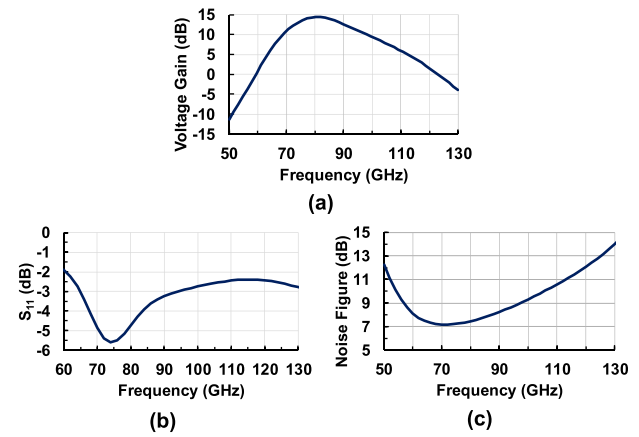 15
10
5
0
-5
-10
-15
Voltage Gain (dB)
50 70 90 110 130
Frequency (GHz)
(a)
0
-1
-2
-3
-4
-5
-6
S11 (dB)
60 70 80 90 100 110 120 130
Frequency (GHz)
(b)
15
13
11
9
7
5
Noise Figure (dB)
50 70 90 110 130
Frequency (GHz)
(c)